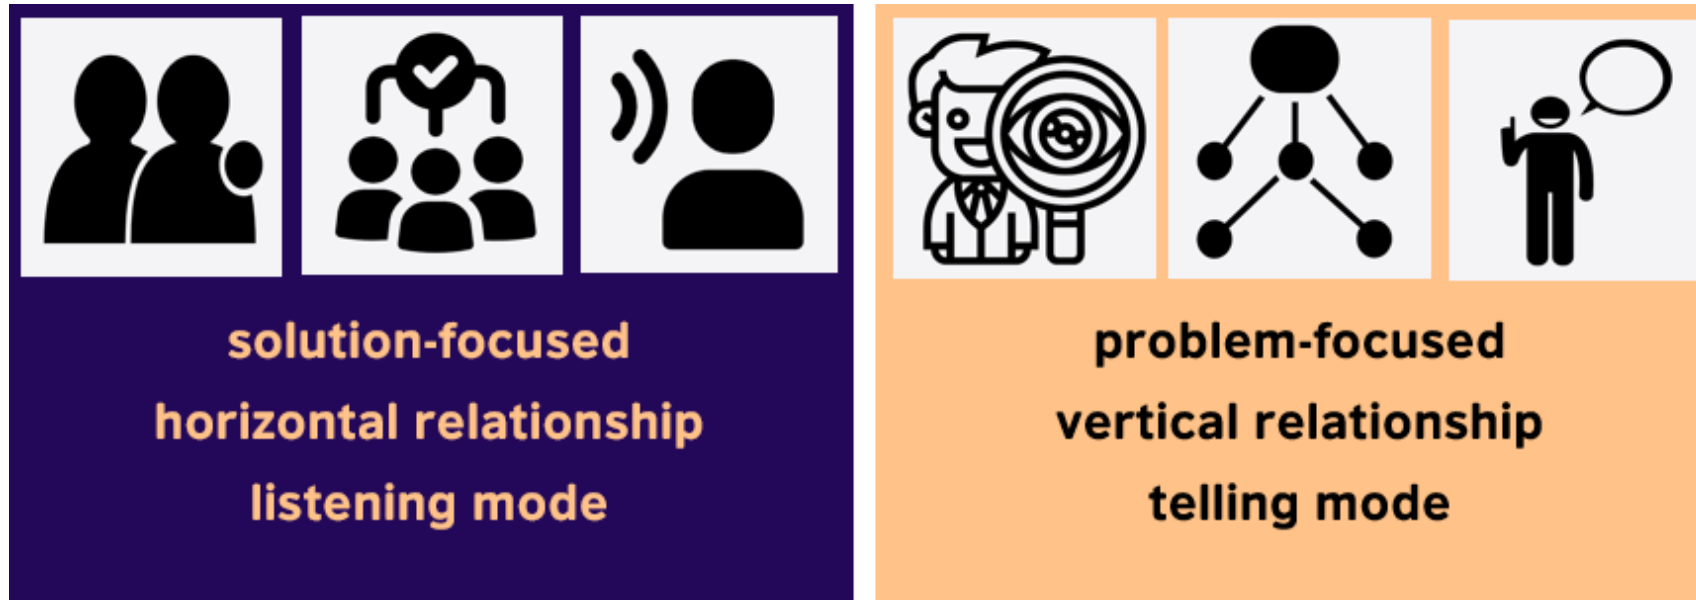 solution-focused
horizontal relationship
listening mode
problem-focused
vertical relationship
telling mode